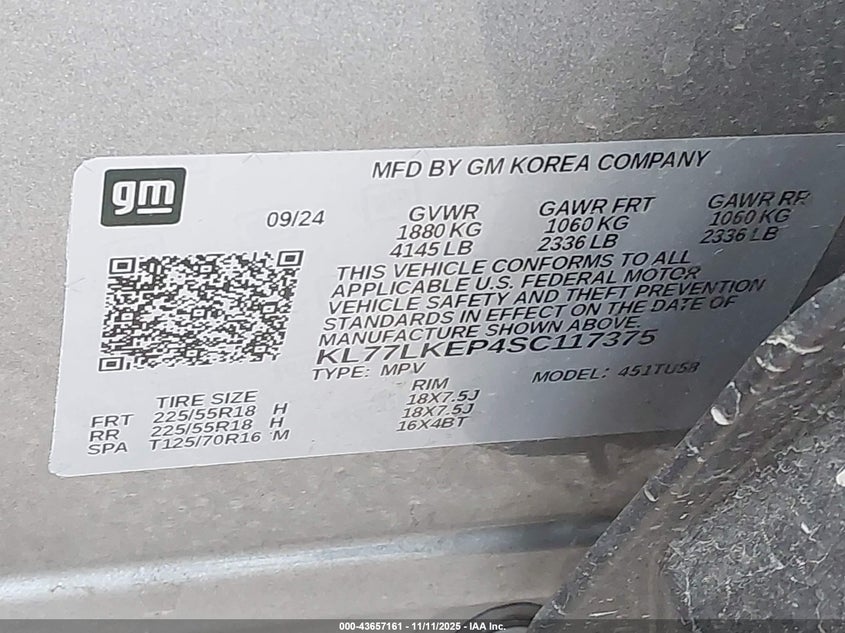 gm
MFD BY GM KOREA COMPANY
09/24
GVWR GAWR FRT GAWR RR
1880 KG 1060 KG 1060 KG
4145 LB 2336 LB 2336 LB
THIS VEHICLE CONFORMS TO ALL
APPLICABLE U.S. FEDERAL MOTOR
VEHICLE SAFETY AND THEFT PREVENTION
STANDARDS IN EFFECT ON THE DATE OF
MANUFACTURE SHOWN ABOVE.
KL77LKEP4SC117375
TYPE: MPV MODEL: 451TU58
TIRE SIZE RIM
FRT 225/55R18 H 18X7.5J
RR 225/55R18 H 18X7.5J
SPA T125/70R16 M 16X4BT
000-43657161 - 11/11/2025 - IAA Inc.